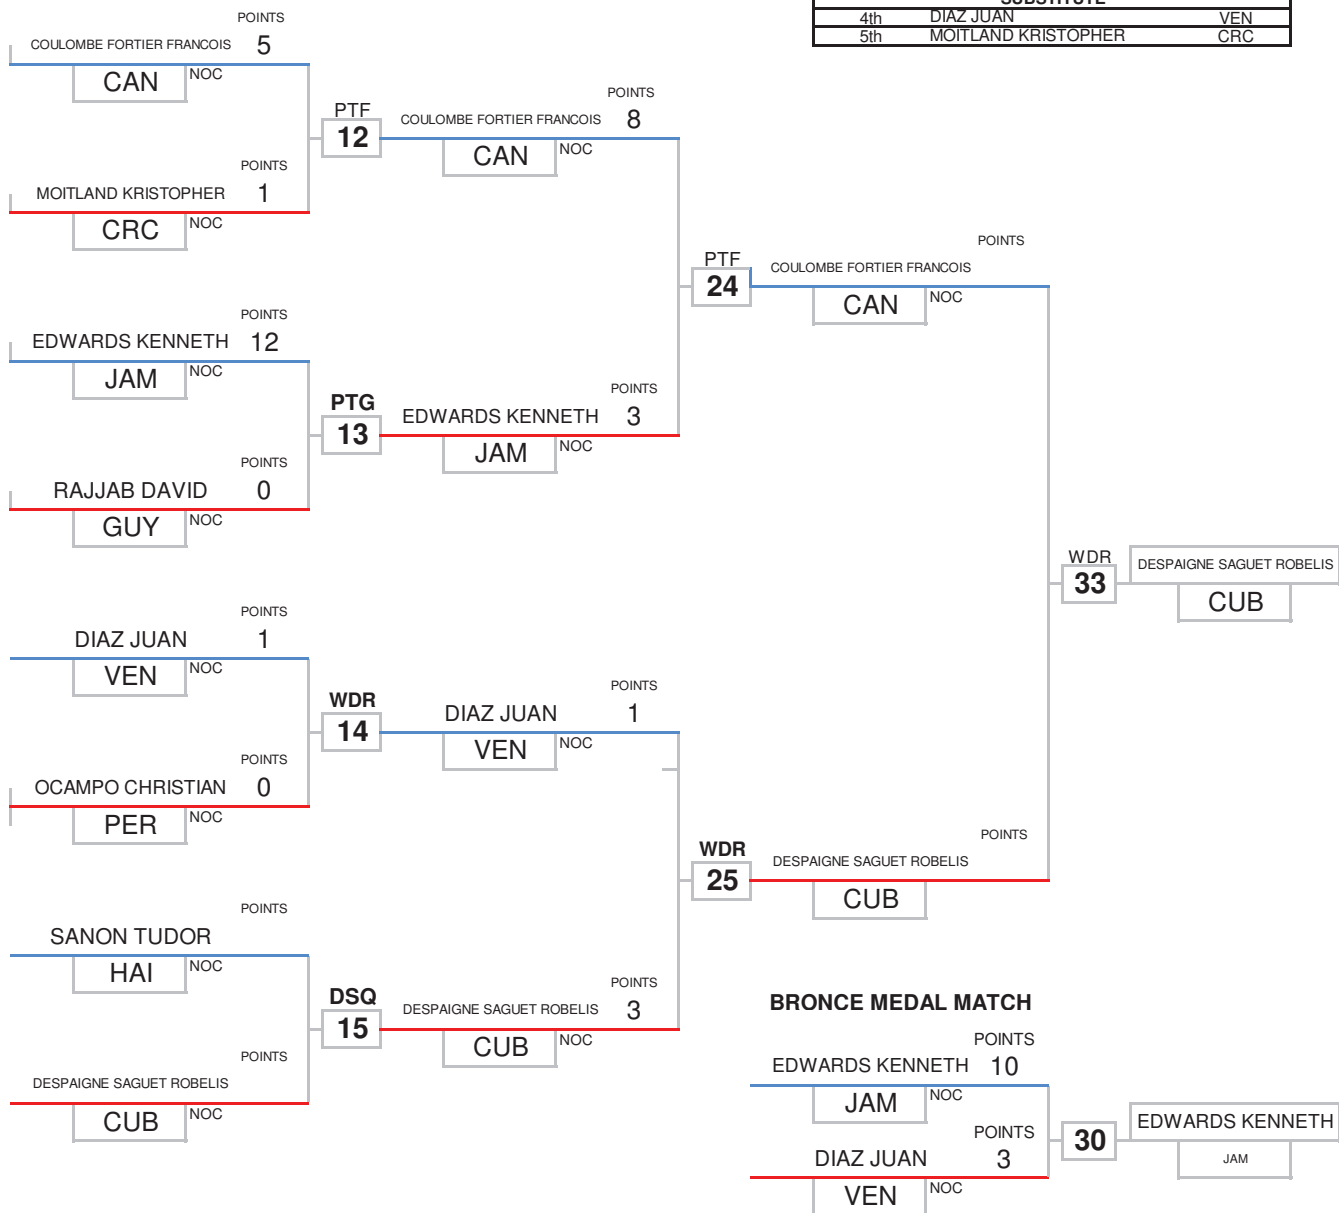 SUBSTITUTE
4th DIAZ JUAN VEN
5th MOITLAND KRISTOPHER CRC
POINTS
COULOMBE FORTIER FRANCOIS 5
CAN NOC
PTF
12
POINTS
MOITLAND KRISTOPHER 1
CRC NOC
POINTS
COULOMBE FORTIER FRANCOIS 8
CAN NOC
POINTS
EDWARDS KENNETH 12
JAM NOC
PTG
13
POINTS
RAJJAB DAVID 0
GUY NOC
POINTS
EDWARDS KENNETH 3
JAM NOC
PTF
24
POINTS
COULOMBE FORTIER FRANCOIS
CAN NOC
POINTS
DIAZ JUAN 1
VEN NOC
WDR
14
POINTS
OCAMPO CHRISTIAN 0
PER NOC
POINTS
DIAZ JUAN 1
VEN NOC
POINTS
SANON TUDOR
HAI NOC
DSQ
15
POINTS
DESPAIGNE SAGUET ROBELIS
CUB NOC
POINTS
DESPAIGNE SAGUET ROBELIS 3
CUB NOC
WDR
25
POINTS
DESPAIGNE SAGUET ROBELIS
CUB
WDR
33
DESPAIGNE SAGUET ROBELIS
CUB
BRONCE MEDAL MATCH
POINTS
EDWARDS KENNETH 10
JAM NOC
POINTS
DIAZ JUAN 3
VEN NOC
30
EDWARDS KENNETH
JAM